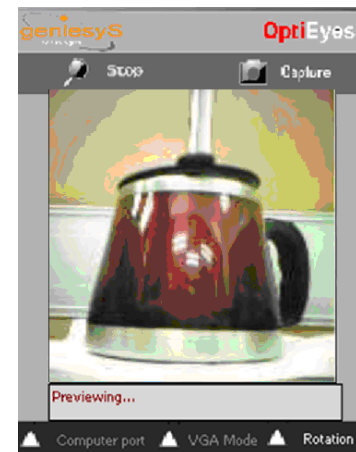 geniesyS
OptiEyes
Stop
Capture
Previewing...
Computer port
VGA Mode
Rotation